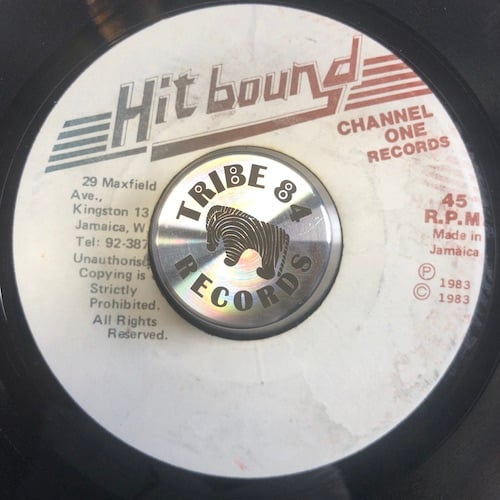 Hit bound
CHANNEL
ONE
RECORDS
29 Maxfield
Ave.,
Kingston 13
Jamaica, W
Tel: 92-387
Unauthorise
Copying is
Strictly
Prohibited.
All Rights
Reserved.
TRIBE 84
RECORDS
45
R.P.M
Made in
Jamaica
Ⓟ 1983
© 1983